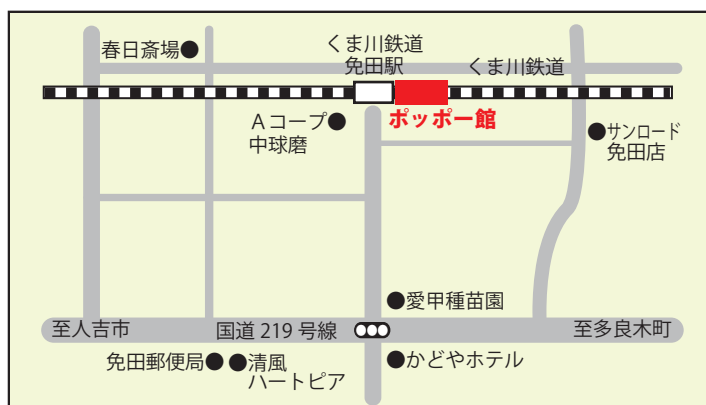 春日斎場
くま川鉄道
免田駅
くま川鉄道
Aコープ
中球磨
ポッポー館
サンロード
免田店
愛甲種苗園
至人吉市
国道 219 号線
至多良木町
免田郵便局
清風
ハートピア
かどやホテル